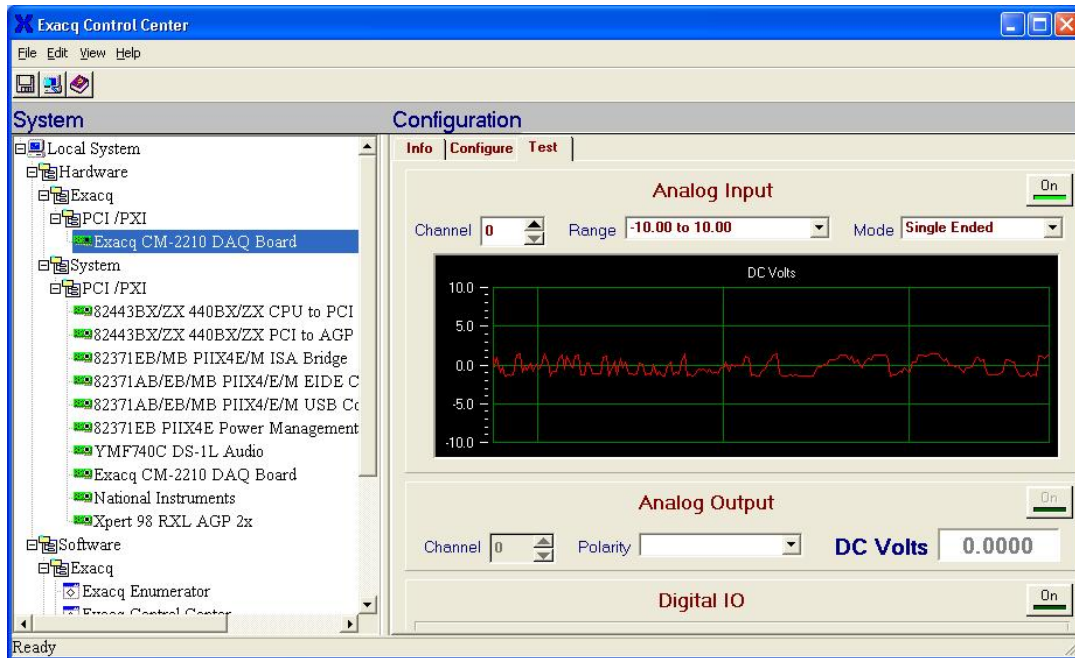 Exacq Control Center
File Edit View Help
System
Configuration
Local System
Hardware
Exacq
PCI /PXI
Exacq CM-2210 DAQ Board
System
PCI /PXI
82443BX/ZX 440BX/ZX CPU to PCI
82443BX/ZX 440BX/ZX PCI to AGP
82371EB/MB PIIX4E/M ISA Bridge
82371AB/EB/MB PIIX4/E/M EIDE C
82371AB/EB/MB PIIX4/E/M USB Co
82371EB PIIX4E Power Management
YMF740C DS-1L Audio
Exacq CM-2210 DAQ Board
National Instruments
Xpert 98 RXL AGP 2x
Software
Exacq
Exacq Enumerator
Exacq Control Center
Info Configure Test
Analog Input
On
Channel 0 Range -10.00 to 10.00 Mode Single Ended
DC Volts
10.0
5.0
0.0
-5.0
-10.0
Analog Output
On
Channel 0 Polarity DC Volts 0.0000
Digital IO
On
Ready